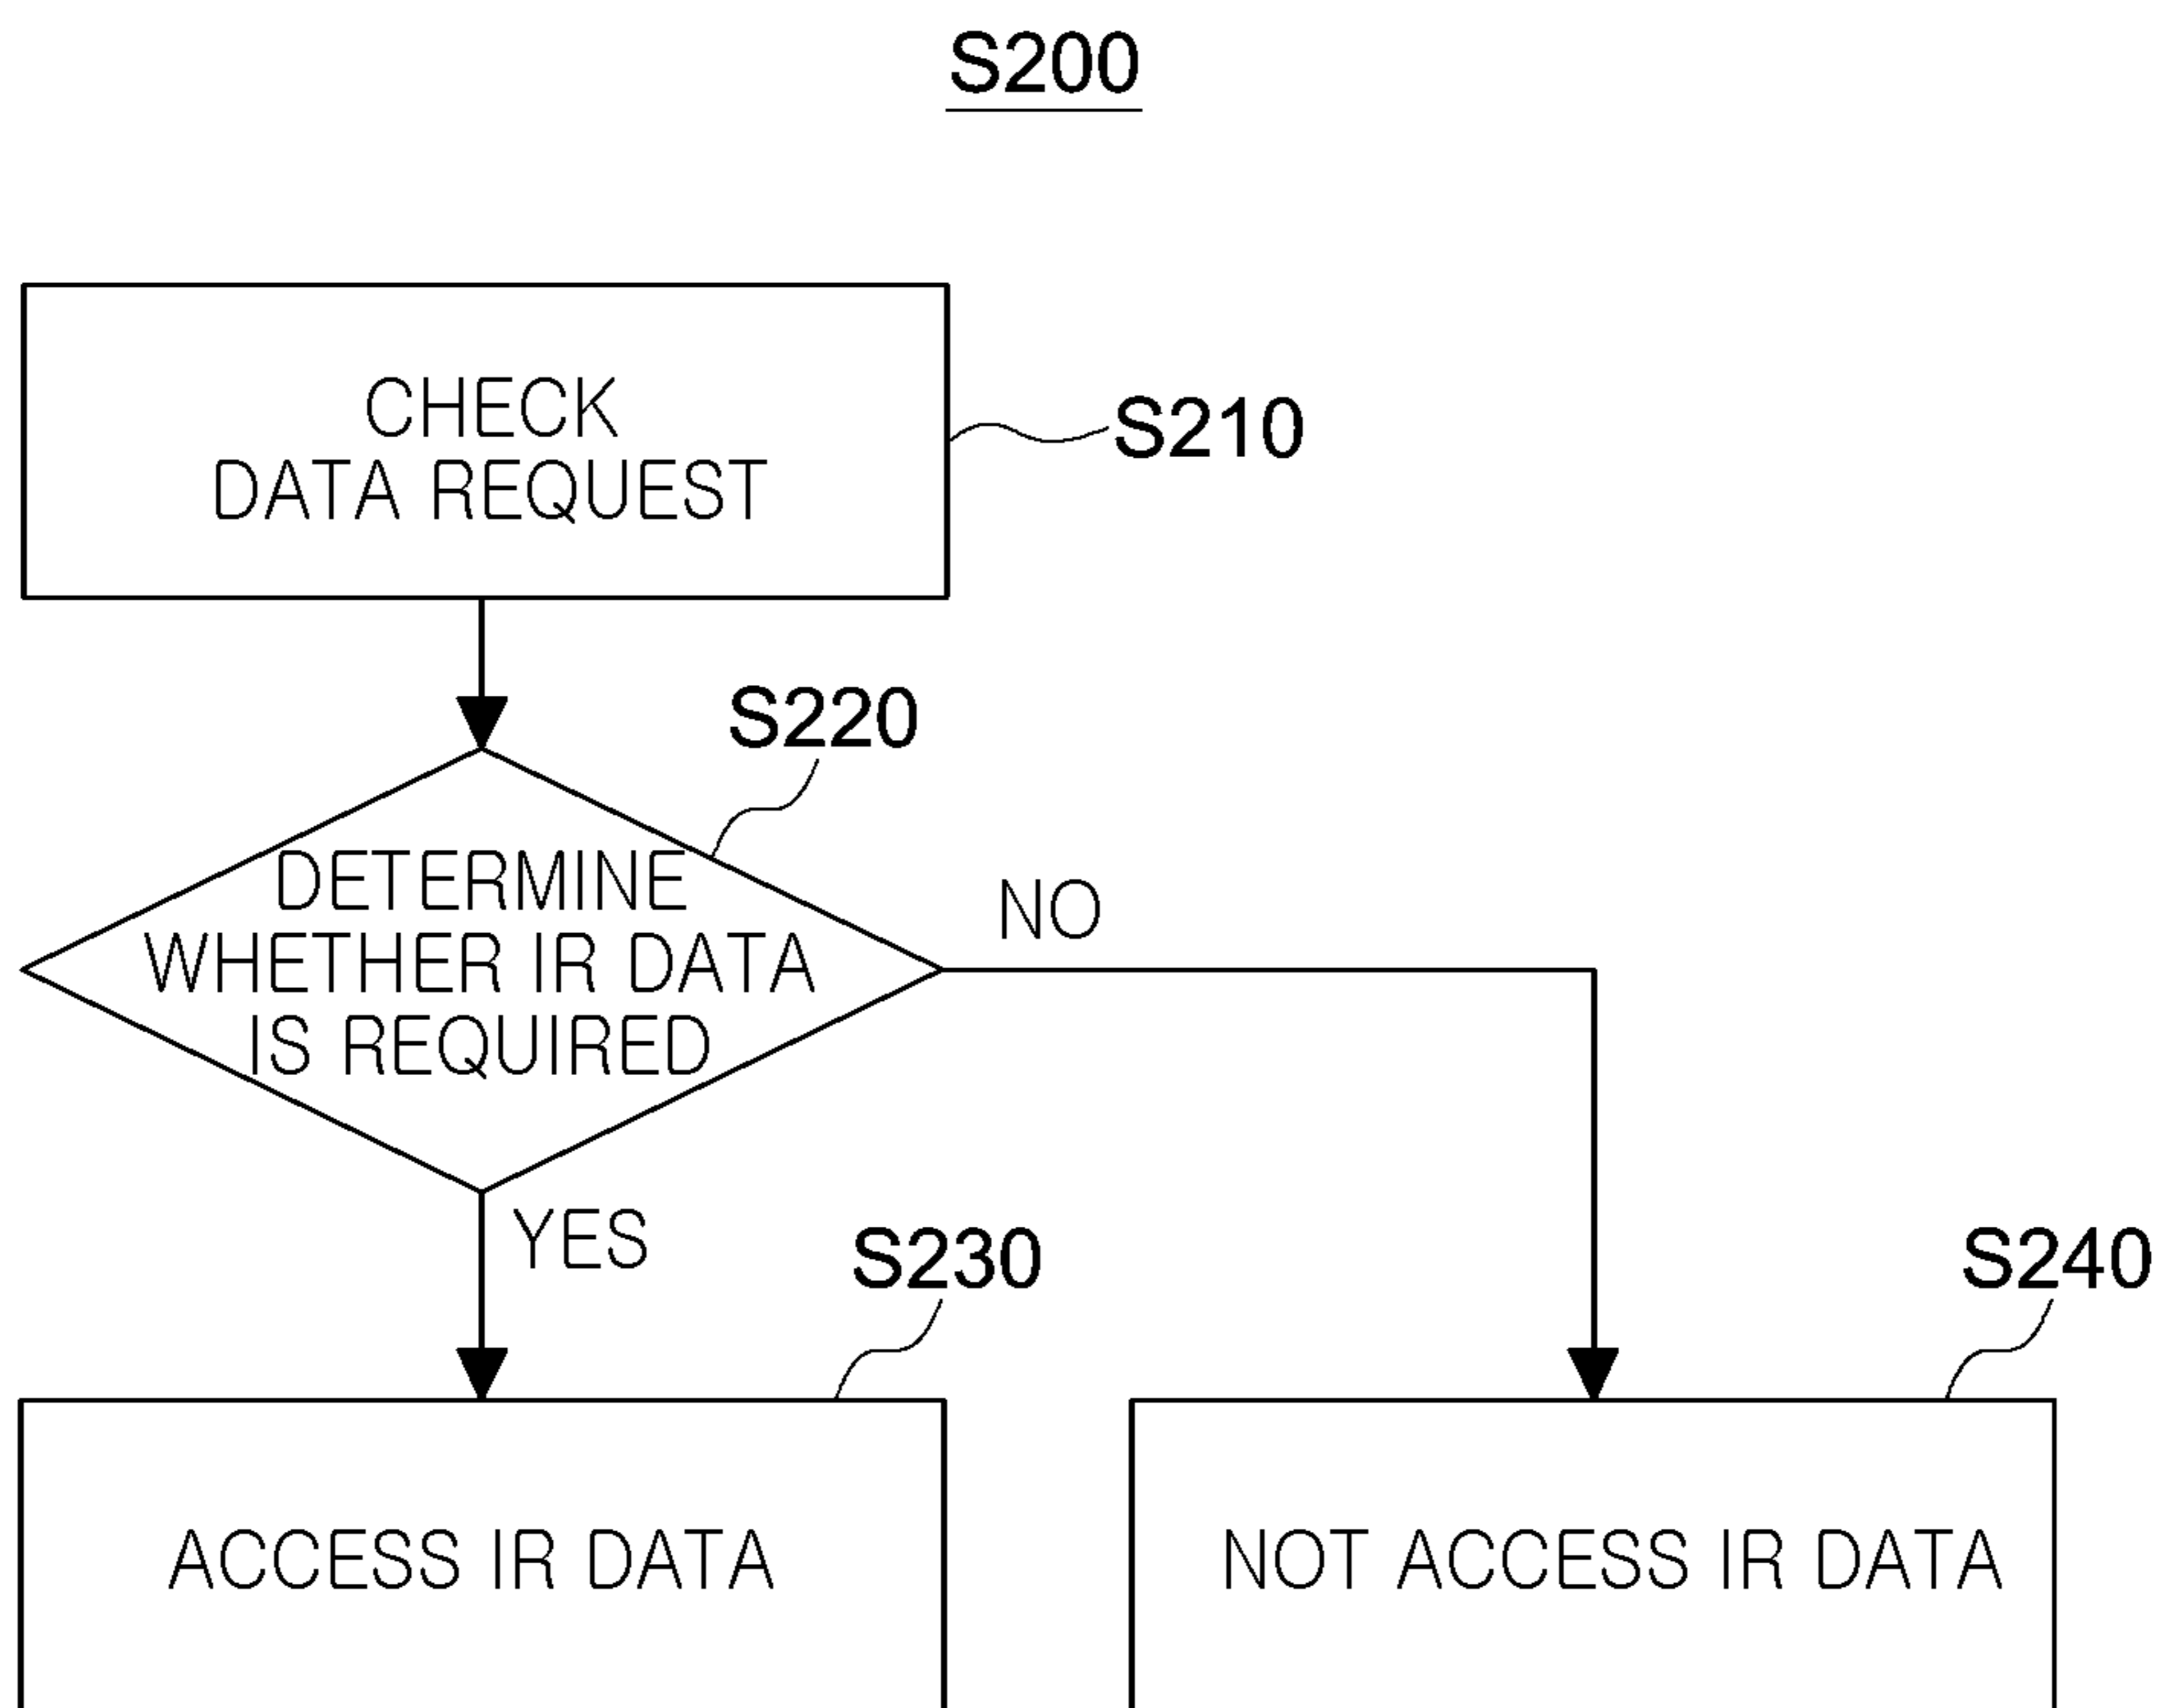 S200
CHECK
DATA REQUEST
S210
S220
DETERMINE
WHETHER IR DATA
IS REQUIRED
NO
YES
S230
S240
ACCESS IR DATA
NOT ACCESS IR DATA